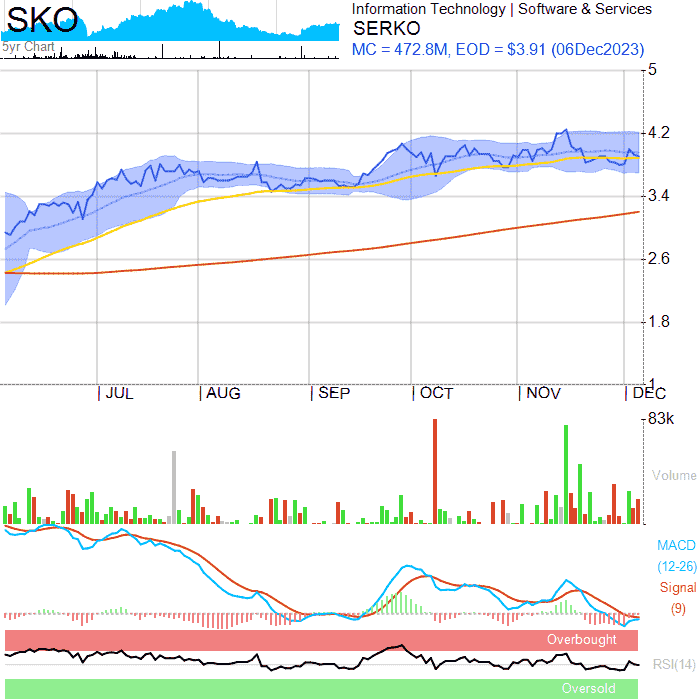 SKO
5yr Chart
Information Technology | Software & Services
SERKO
MC = 472.8M, EOD = $3.91 (06Dec2023)
5
4.2
3.4
2.6
1.8
1
JUL AUG SEP OCT NOV DEC
83k
Volume
MACD
(12-26)
Signal
(9)
Overbought
RSI(14)
Oversold